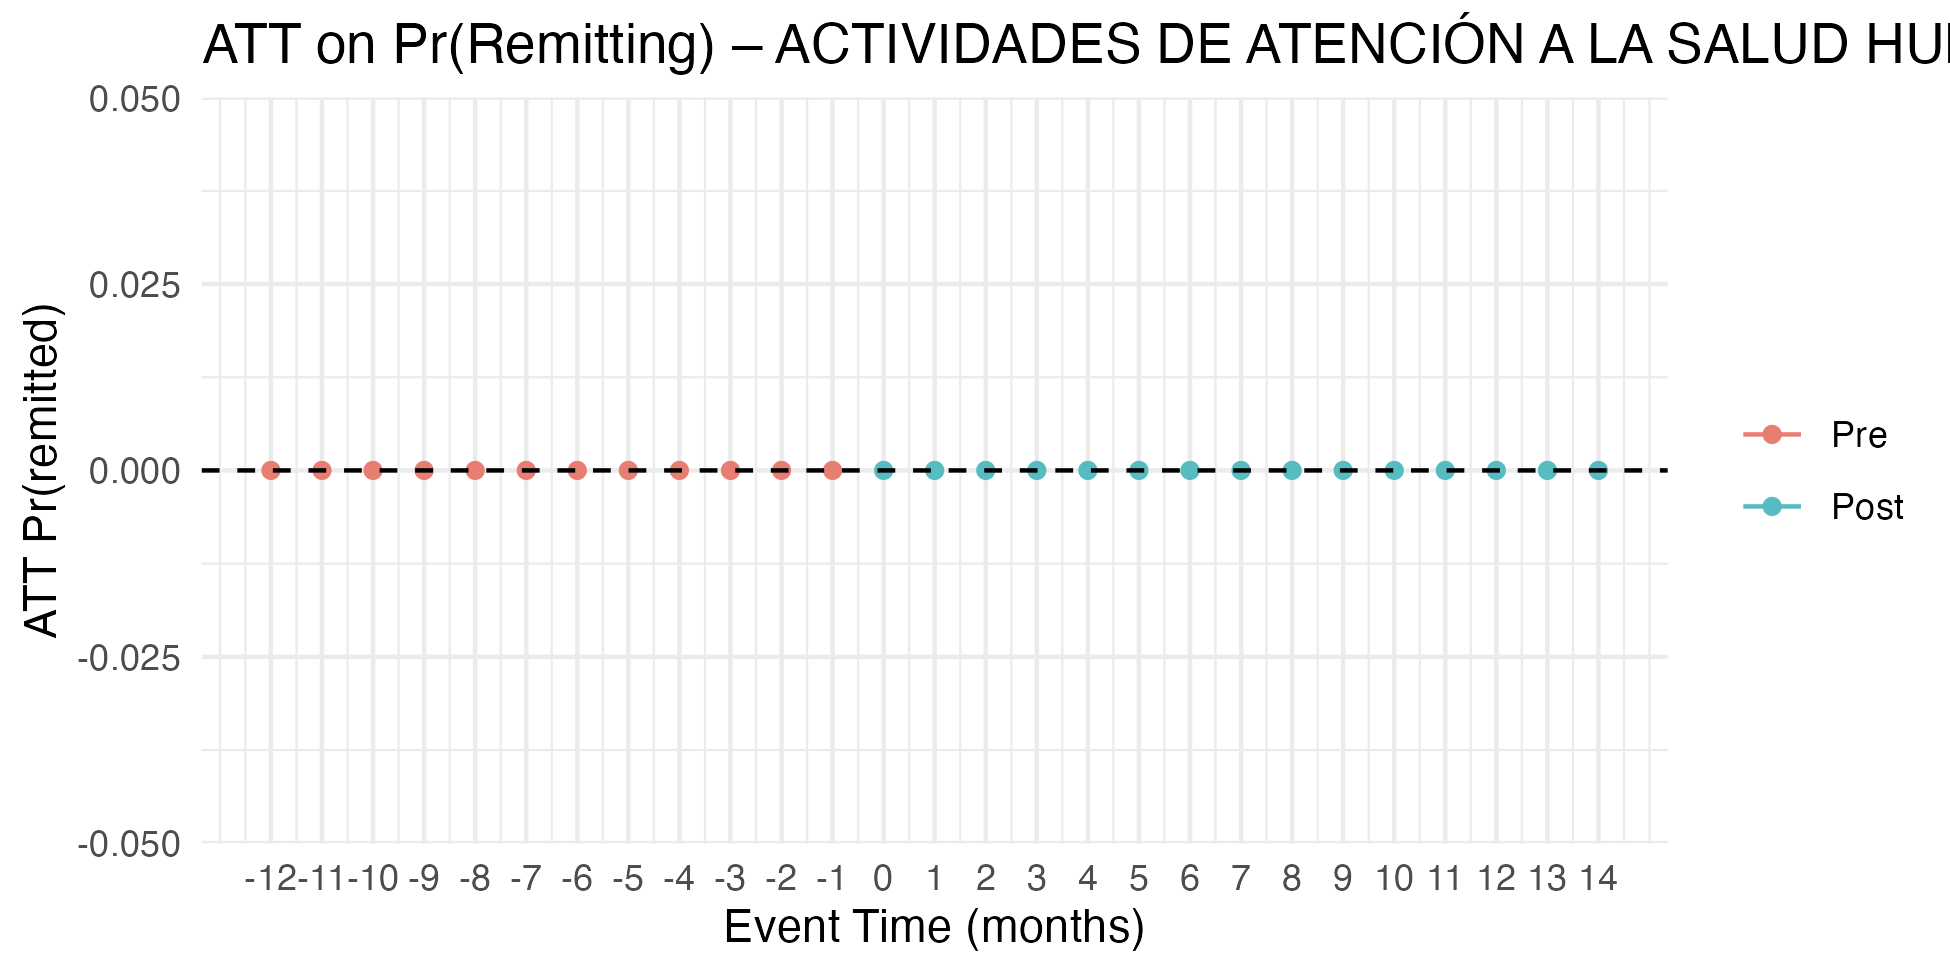 ATT on Pr(Remitting) – ACTIVIDADES DE ATENCIÓN A LA SALUD HU
0.050
0.025
0.000
-0.025
-0.050
ATT Pr(remitted)
-12 -11 -10 -9 -8 -7 -6 -5 -4 -3 -2 -1 0 1 2 3 4 5 6 7 8 9 10 11 12 13 14
Event Time (months)
Pre
Post